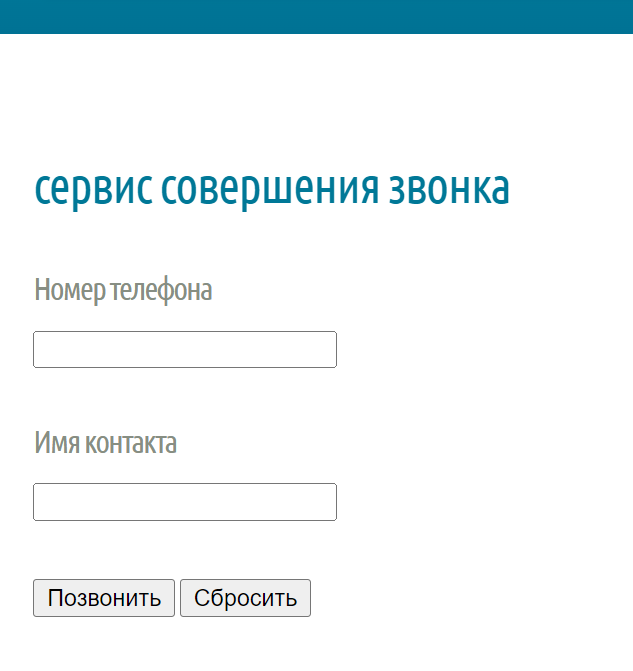 сервис совершения звонка
Номер телефона
Имя контакта
Позвонить Сбросить